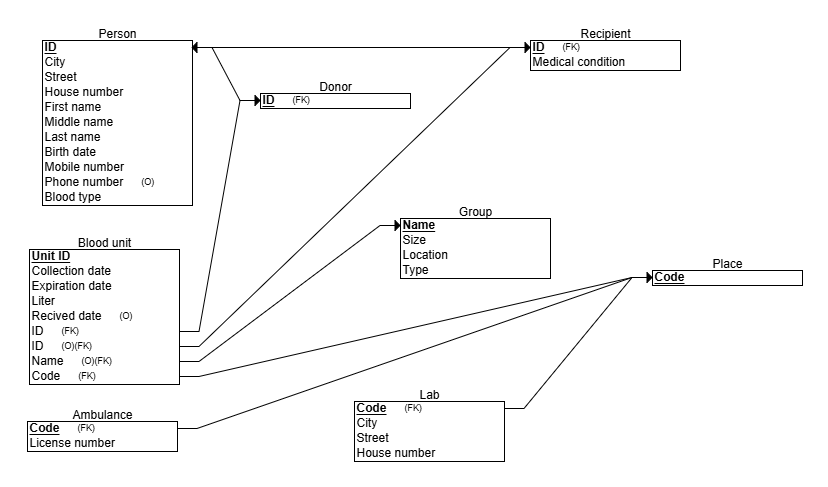 Person
ID
City
Street
House number
First name
Middle name
Last name
Birth date
Mobile number
Phone number (O)
Blood type
Recipient
ID (FK)
Medical condition
Donor
ID (FK)
Group
Name
Size
Location
Type
Blood unit
Unit ID
Collection date
Expiration date
Liter
Recived date (O)
ID (FK)
ID (O)(FK)
Name (O)(FK)
Code (FK)
Place
Code
Ambulance
Code (FK)
License number
Lab
Code (FK)
City
Street
House number